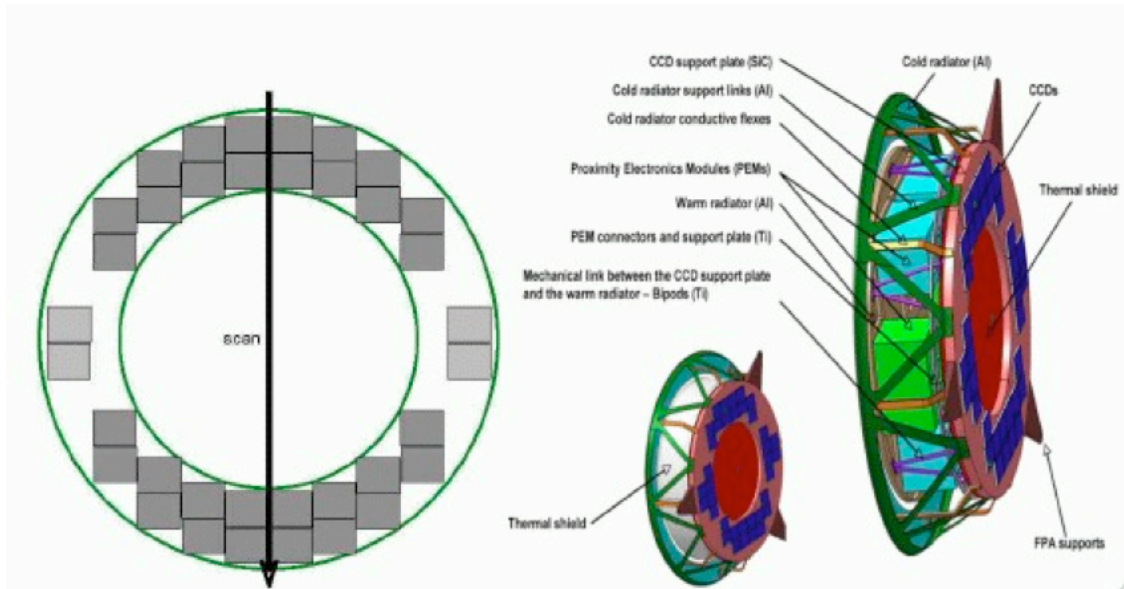 scan
CCD support plate (SiC)
Cold radiator support links (Al)
Cold radiator conductive flexes
Proximity Electronics Modules (PEMs)
Warm radiator (Al)
PEM connectors and support plate (Ti)
Mechanical link between the CCD support plate
and the warm radiator – Bipods (Ti)
Cold radiator (Al)
CCDs
Thermal shield
Thermal shield
FPA supports